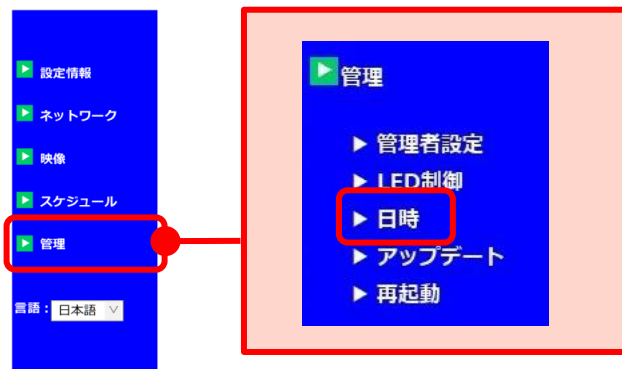 設定情報
ネットワーク
映像
スケジュール
管理
言語：日本語
管理
管理者設定
LED制御
日時
アップデート
再起動